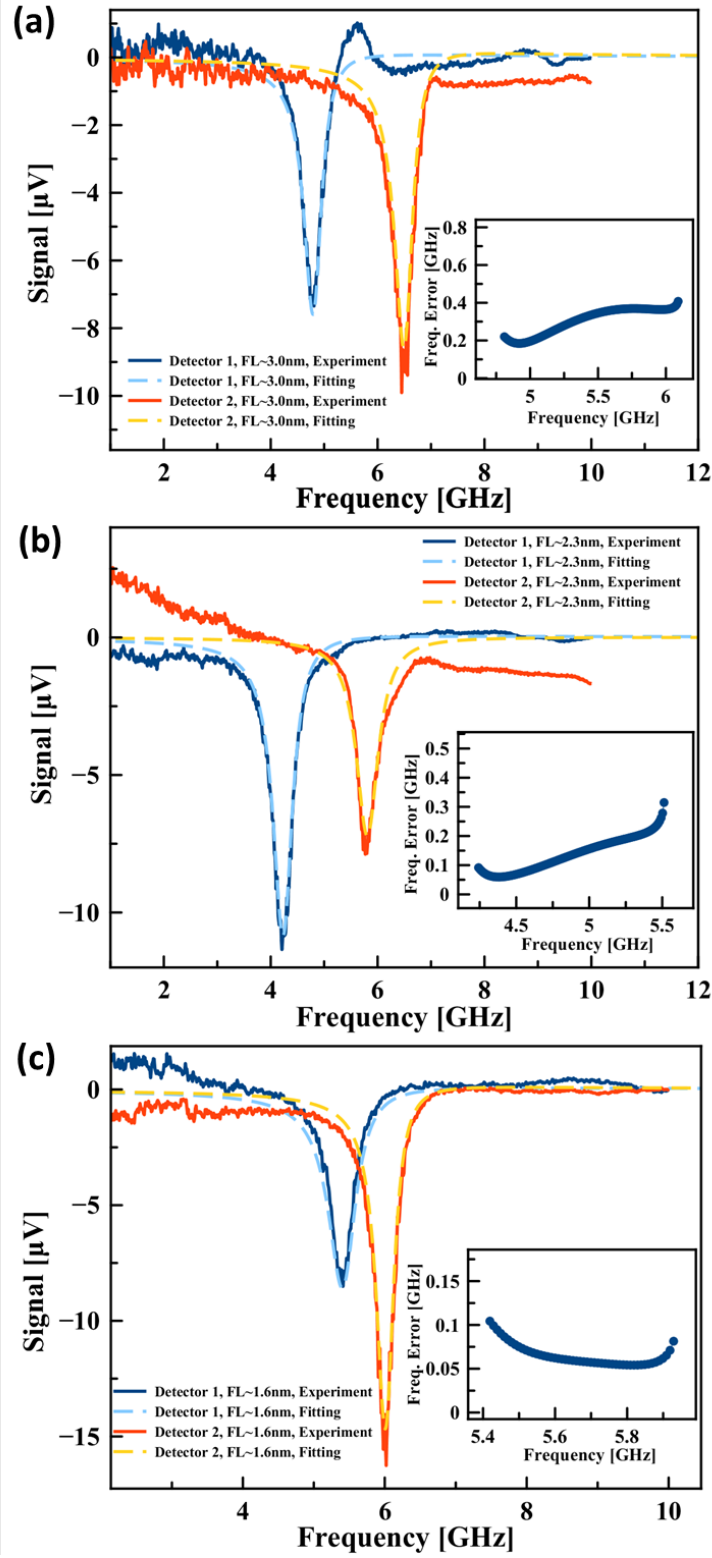 (a)
0
−2
−4
−6
−8
−10
Signal [μV]
Detector 1, FL~3.0nm, Experiment
Detector 1, FL~3.0nm, Fitting
Detector 2, FL~3.0nm, Experiment
Detector 2, FL~3.0nm, Fitting
0.8
0.6
0.4
0.2
0
Freq. Error [GHz]
5 5.5 6
Frequency [GHz]
2 4 6 8 10 12
Frequency [GHz]
(b)
0
−5
−10
Signal [μV]
Detector 1, FL~2.3nm, Experiment
Detector 1, FL~2.3nm, Fitting
Detector 2, FL~2.3nm, Experiment
Detector 2, FL~2.3nm, Fitting
0.5
0.4
0.3
0.2
0.1
0
Freq. Error [GHz]
4.5 5 5.5
Frequency [GHz]
2 4 6 8 10 12
Frequency [GHz]
(c)
0
−5
−10
−15
Signal [μV]
Detector 1, FL~1.6nm, Experiment
Detector 1, FL~1.6nm, Fitting
Detector 2, FL~1.6nm, Experiment
Detector 2, FL~1.6nm, Fitting
0.15
0.1
0.05
0
Freq. Error [GHz]
5.4 5.6 5.8
Frequency [GHz]
4 6 8 10
Frequency [GHz]